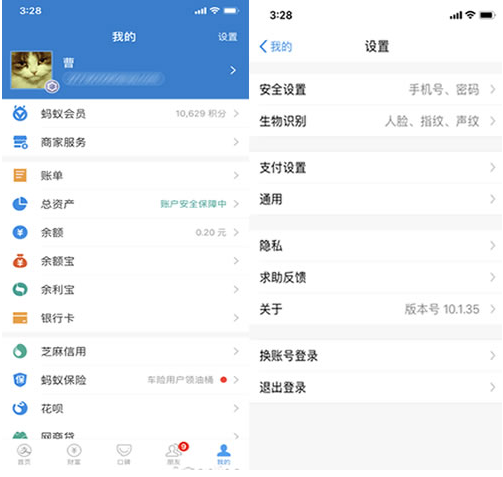 3:28
我的
设置
曹
蚂蚁会员
10,629 积分
商家服务
账单
总资产
账户安全保障中
余额
0.20 元
余额宝
余利宝
银行卡
芝麻信用
蚂蚁保险
车险用户领油桶
花呗
网商贷
首页
财富
口碑
朋友
9
我的
3:28
我的
设置
安全设置
手机号、密码
生物识别
人脸、指纹、声纹
支付设置
通用
隐私
求助反馈
关于
版本号 10.1.35
换账号登录
退出登录